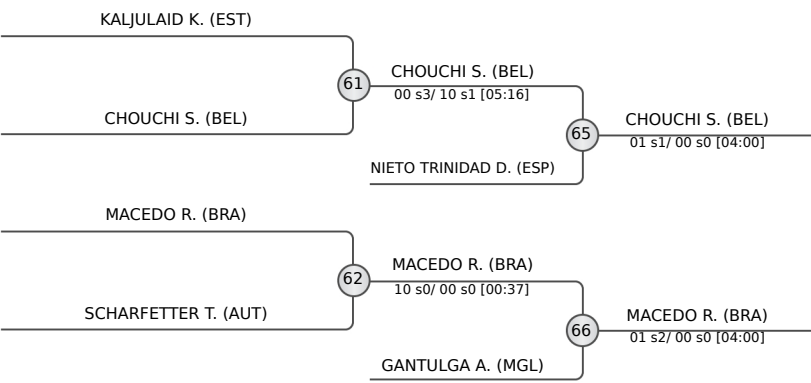 KALJULAID K. (EST)
61
CHOUCHI S. (BEL)
00 s3/ 10 s1 [05:16]
CHOUCHI S. (BEL)
65
CHOUCHI S. (BEL)
01 s1/ 00 s0 [04:00]
NIETO TRINIDAD D. (ESP)
MACEDO R. (BRA)
62
MACEDO R. (BRA)
10 s0/ 00 s0 [00:37]
SCHARFETTER T. (AUT)
66
MACEDO R. (BRA)
01 s2/ 00 s0 [04:00]
GANTULGA A. (MGL)